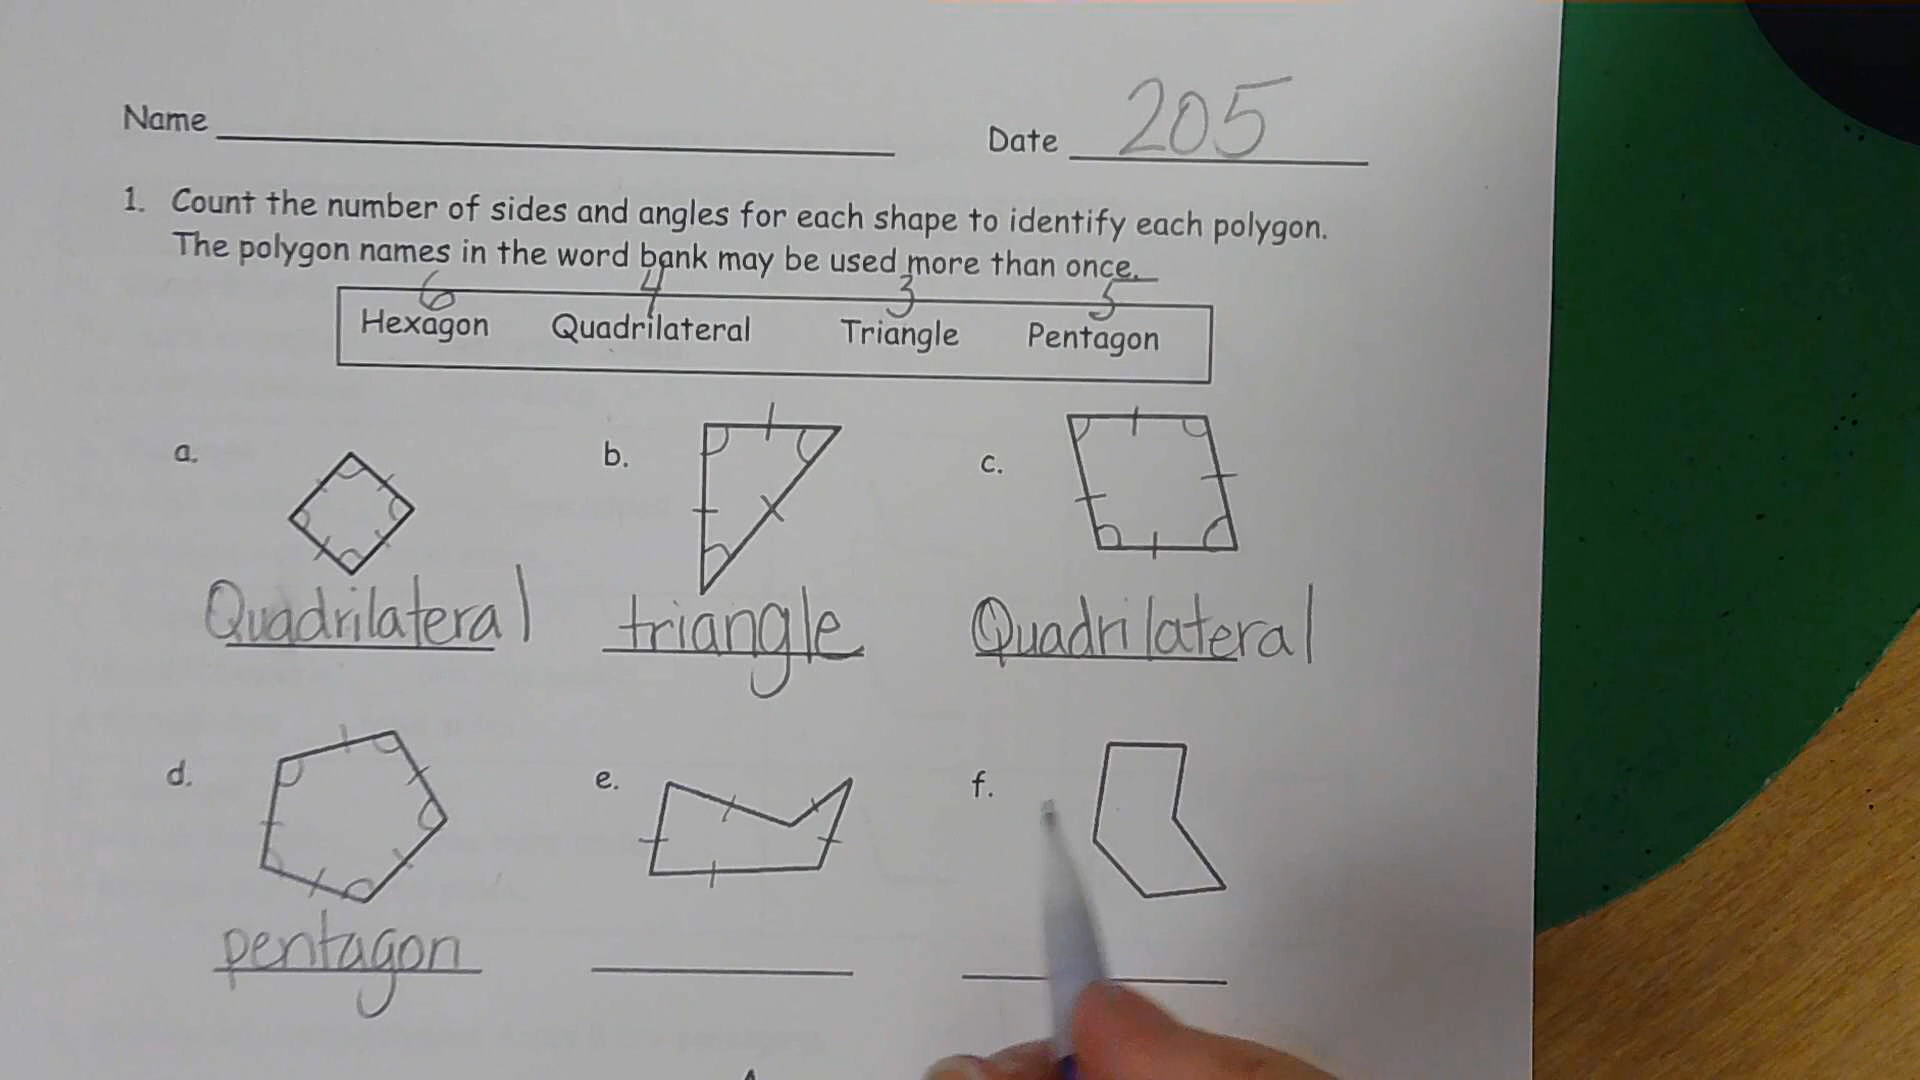 Name
Date 205
1. Count the number of sides and angles for each shape to identify each polygon.
The polygon names in the word bank may be used more than once.
6 4 3 5
Hexagon Quadrilateral Triangle Pentagon
a. b. c.
Quadrilateral triangle Quadrilateral
d. e. f.
pentagon